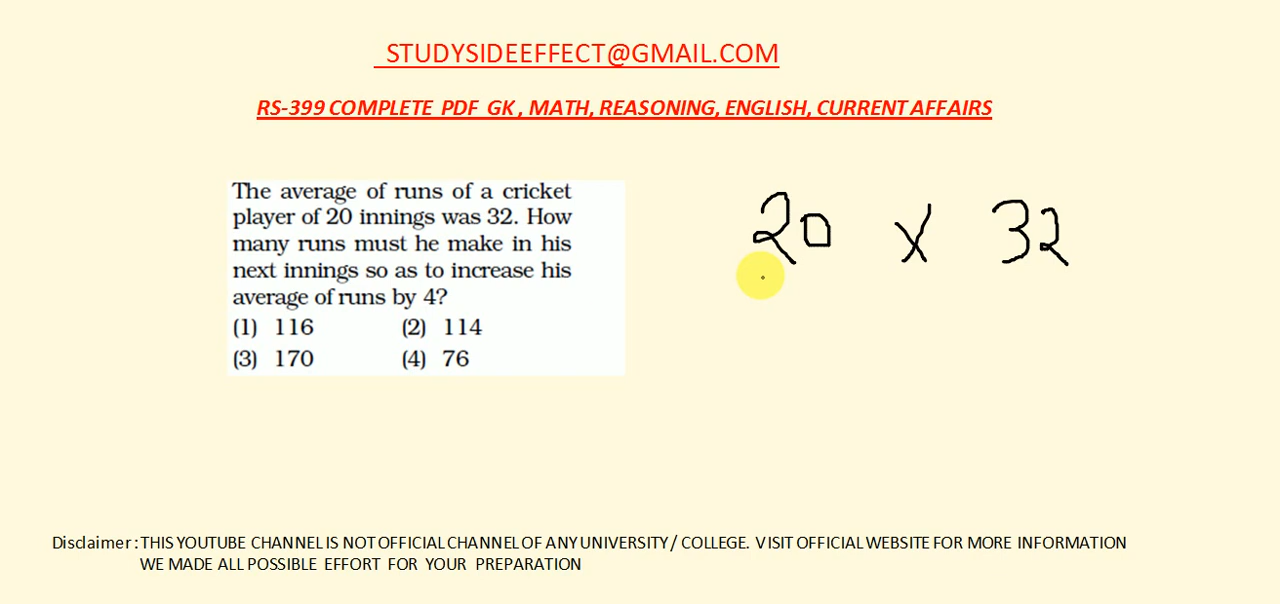 STUDYSIDEEFFECT@GMAIL.COM
RS-399 COMPLETE PDF GK , MATH, REASONING, ENGLISH, CURRENT AFFAIRS
The average of runs of a cricket
player of 20 innings was 32. How
many runs must he make in his
next innings so as to increase his
average of runs by 4?
(1) 116 (2) 114
(3) 170 (4) 76
20 X 32
Disclaimer : THIS YOUTUBE CHANNEL IS NOT OFFICIAL CHANNEL OF ANY UNIVERSITY / COLLEGE. VISIT OFFICIAL WEBSITE FOR MORE INFORMATION
WE MADE ALL POSSIBLE EFFORT FOR YOUR PREPARATION